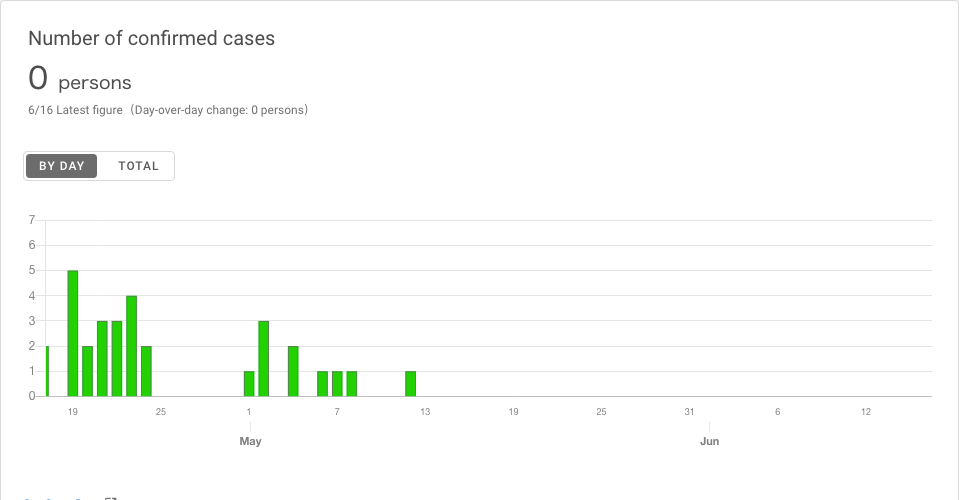 Number of confirmed cases
0 persons
6/16 Latest figure（Day-over-day change: 0 persons）
BY DAY TOTAL
7
6
5
4
3
2
1
0
19 25 1 7 13 19 25 31 6 12
May Jun